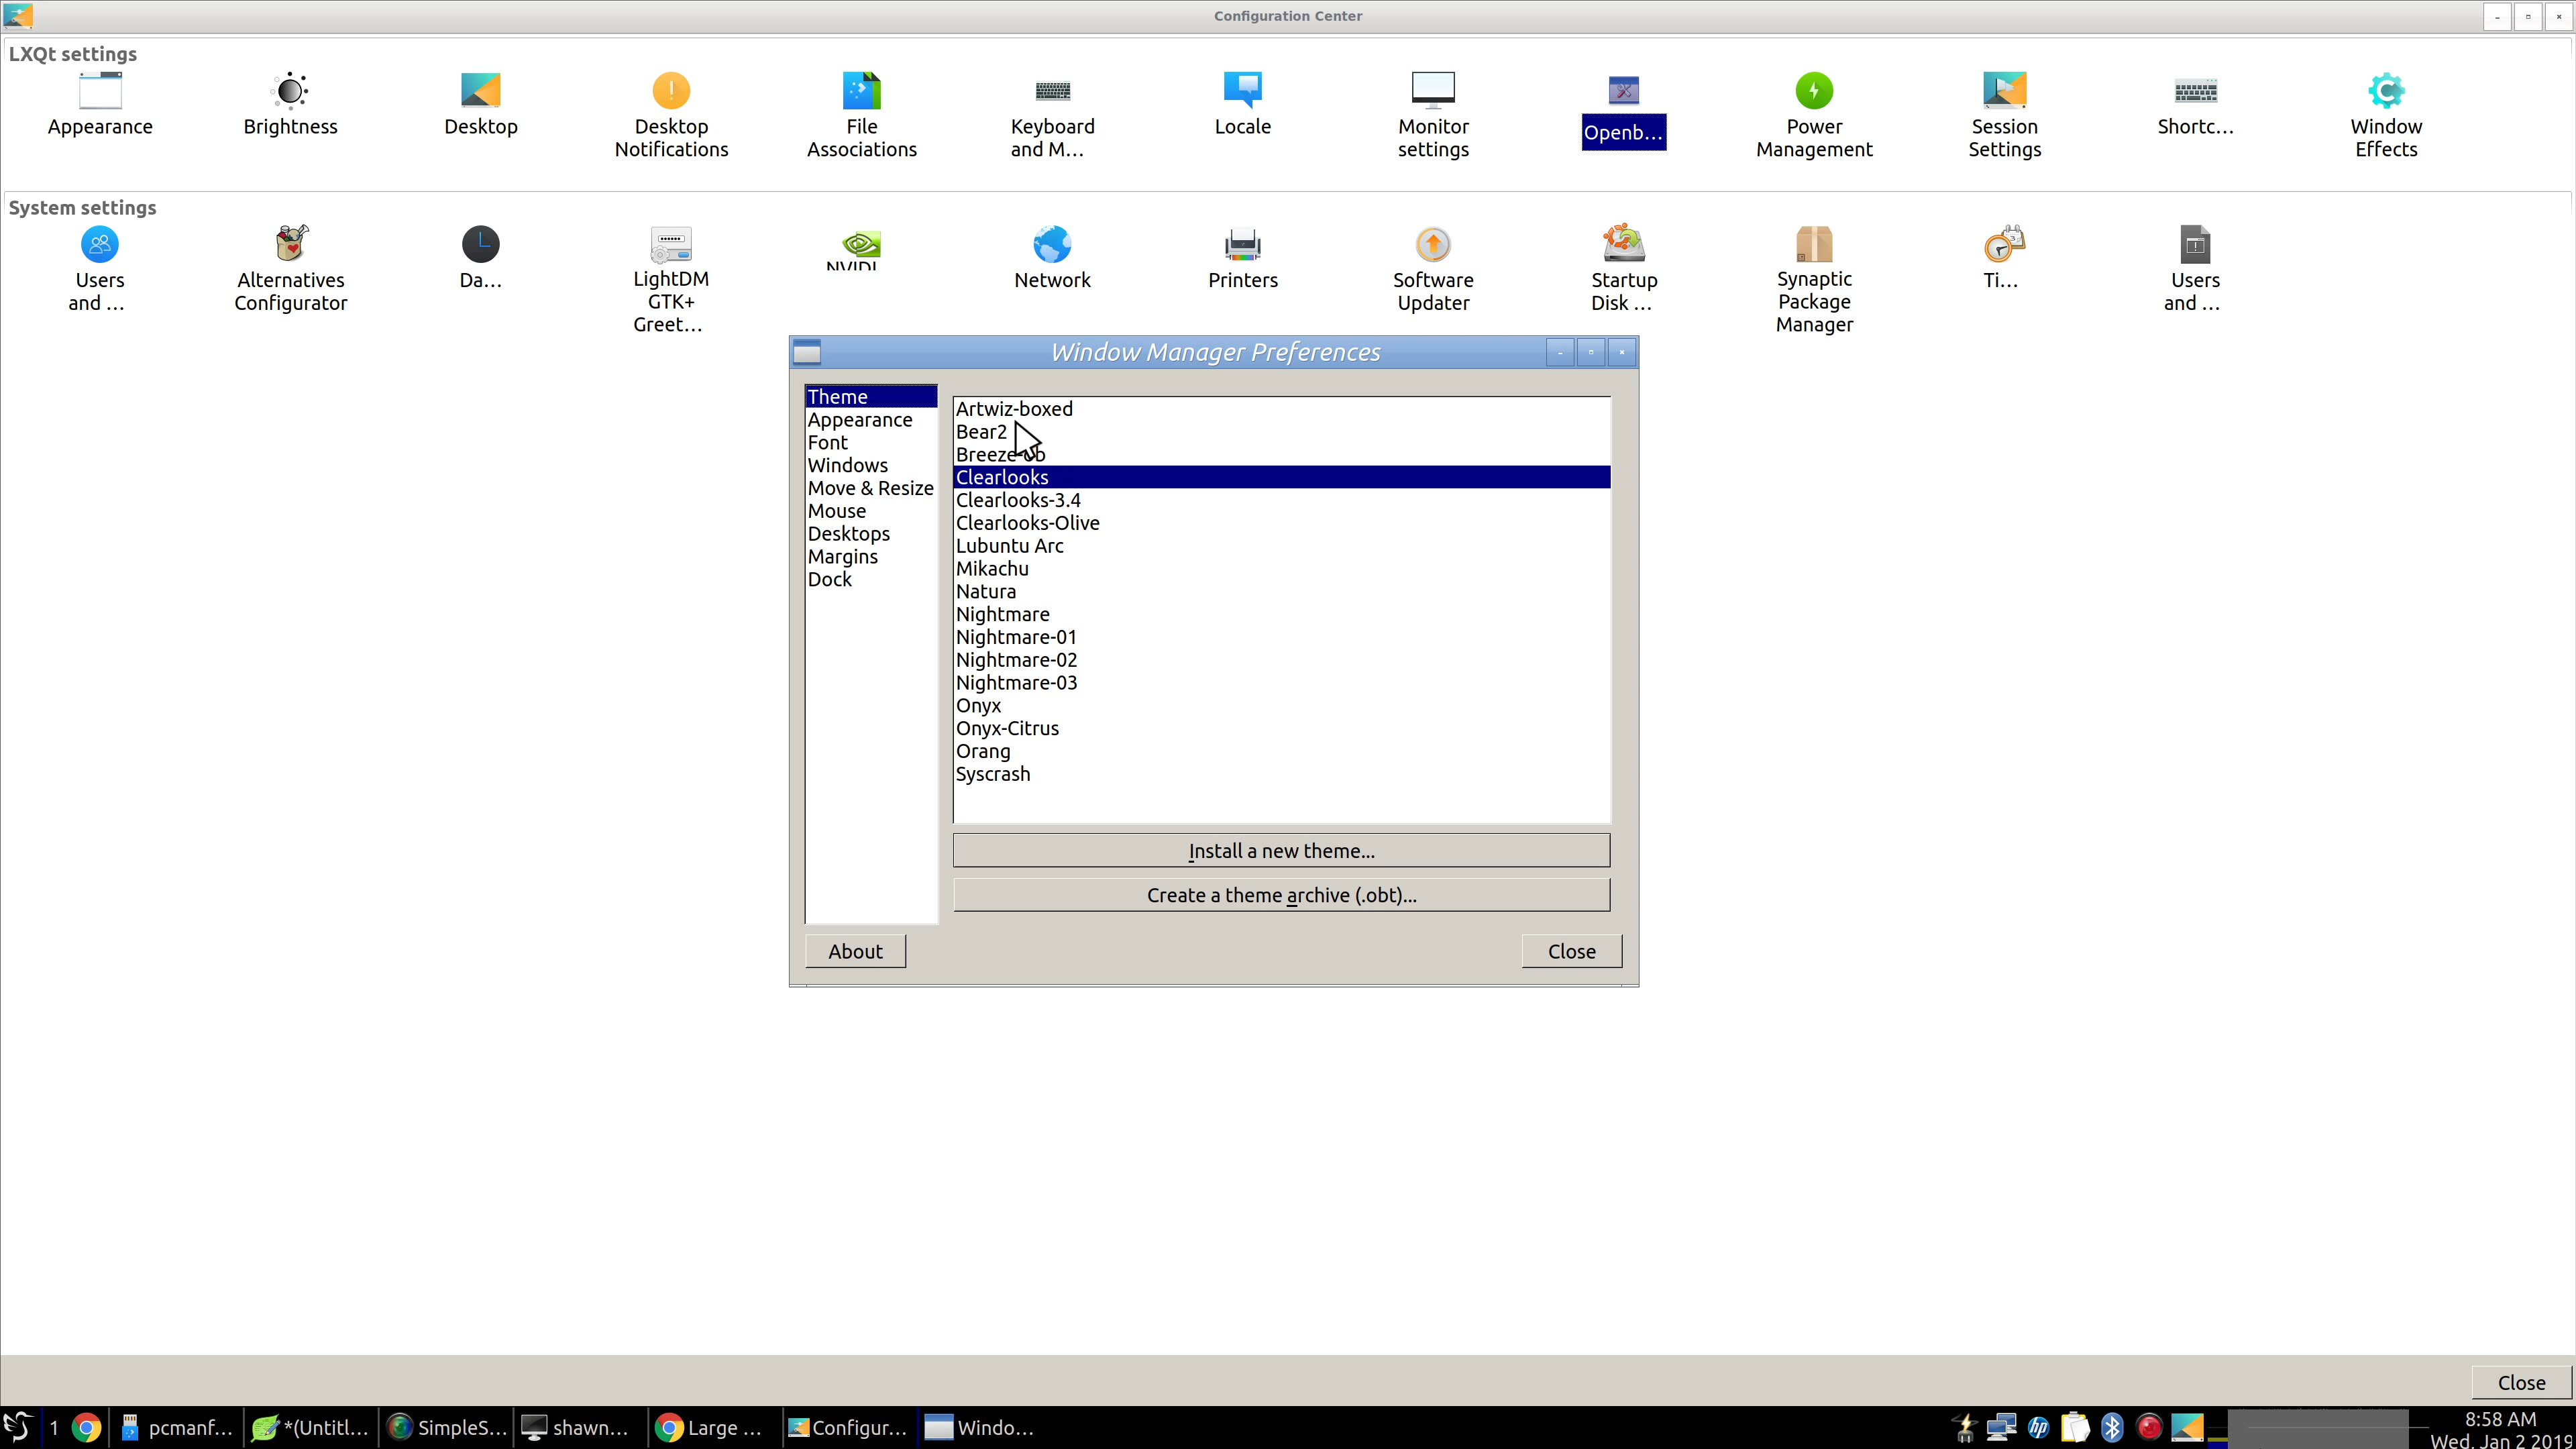 Configuration Center
LXQt settings
Appearance
Brightness
Desktop
Desktop
Notifications
File
Associations
Keyboard
and M...
Locale
Monitor
settings
Openb...
Power
Management
Session
Settings
Shortc...
Window
Effects
System settings
Users
and ...
Alternatives
Configurator
Da...
LightDM
GTK+
Greet...
Network
Printers
Software
Updater
Startup
Disk ...
Synaptic
Package
Manager
Ti...
Users
and ...
Window Manager Preferences
Theme
Appearance
Font
Windows
Move & Resize
Mouse
Desktops
Margins
Dock
Artwiz-boxed
Bear2
Breeze-ob
Clearlooks
Clearlooks-3.4
Clearlooks-Olive
Lubuntu Arc
Mikachu
Natura
Nightmare
Nightmare-01
Nightmare-02
Nightmare-03
Onyx
Onyx-Citrus
Orang
Syscrash
Install a new theme...
Create a theme archive (.obt)...
About
Close
Close
1
pcmanf...
*(Untitl...
SimpleS...
shawn...
Large ...
Configur...
Windo...
hp
8:58 AM
Wed, Jan 2 2019